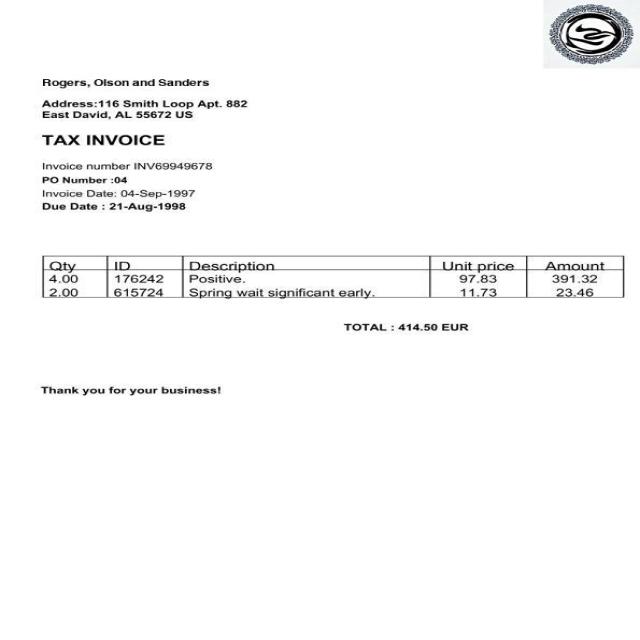 Rogers, Olson and Sanders
Address:116 Smith Loop Apt. 882
East David, AL 55672 US
TAX INVOICE
Invoice number INV69949678
PO Number :04
Invoice Date: 04-Sep-1997
Due Date : 21-Aug-1998
Qty ID Description Unit price Amount
4.00 176242 Positive. 97.83 391.32
2.00 615724 Spring wait significant early. 11.73 23.46
TOTAL : 414.50 EUR
Thank you for your business!